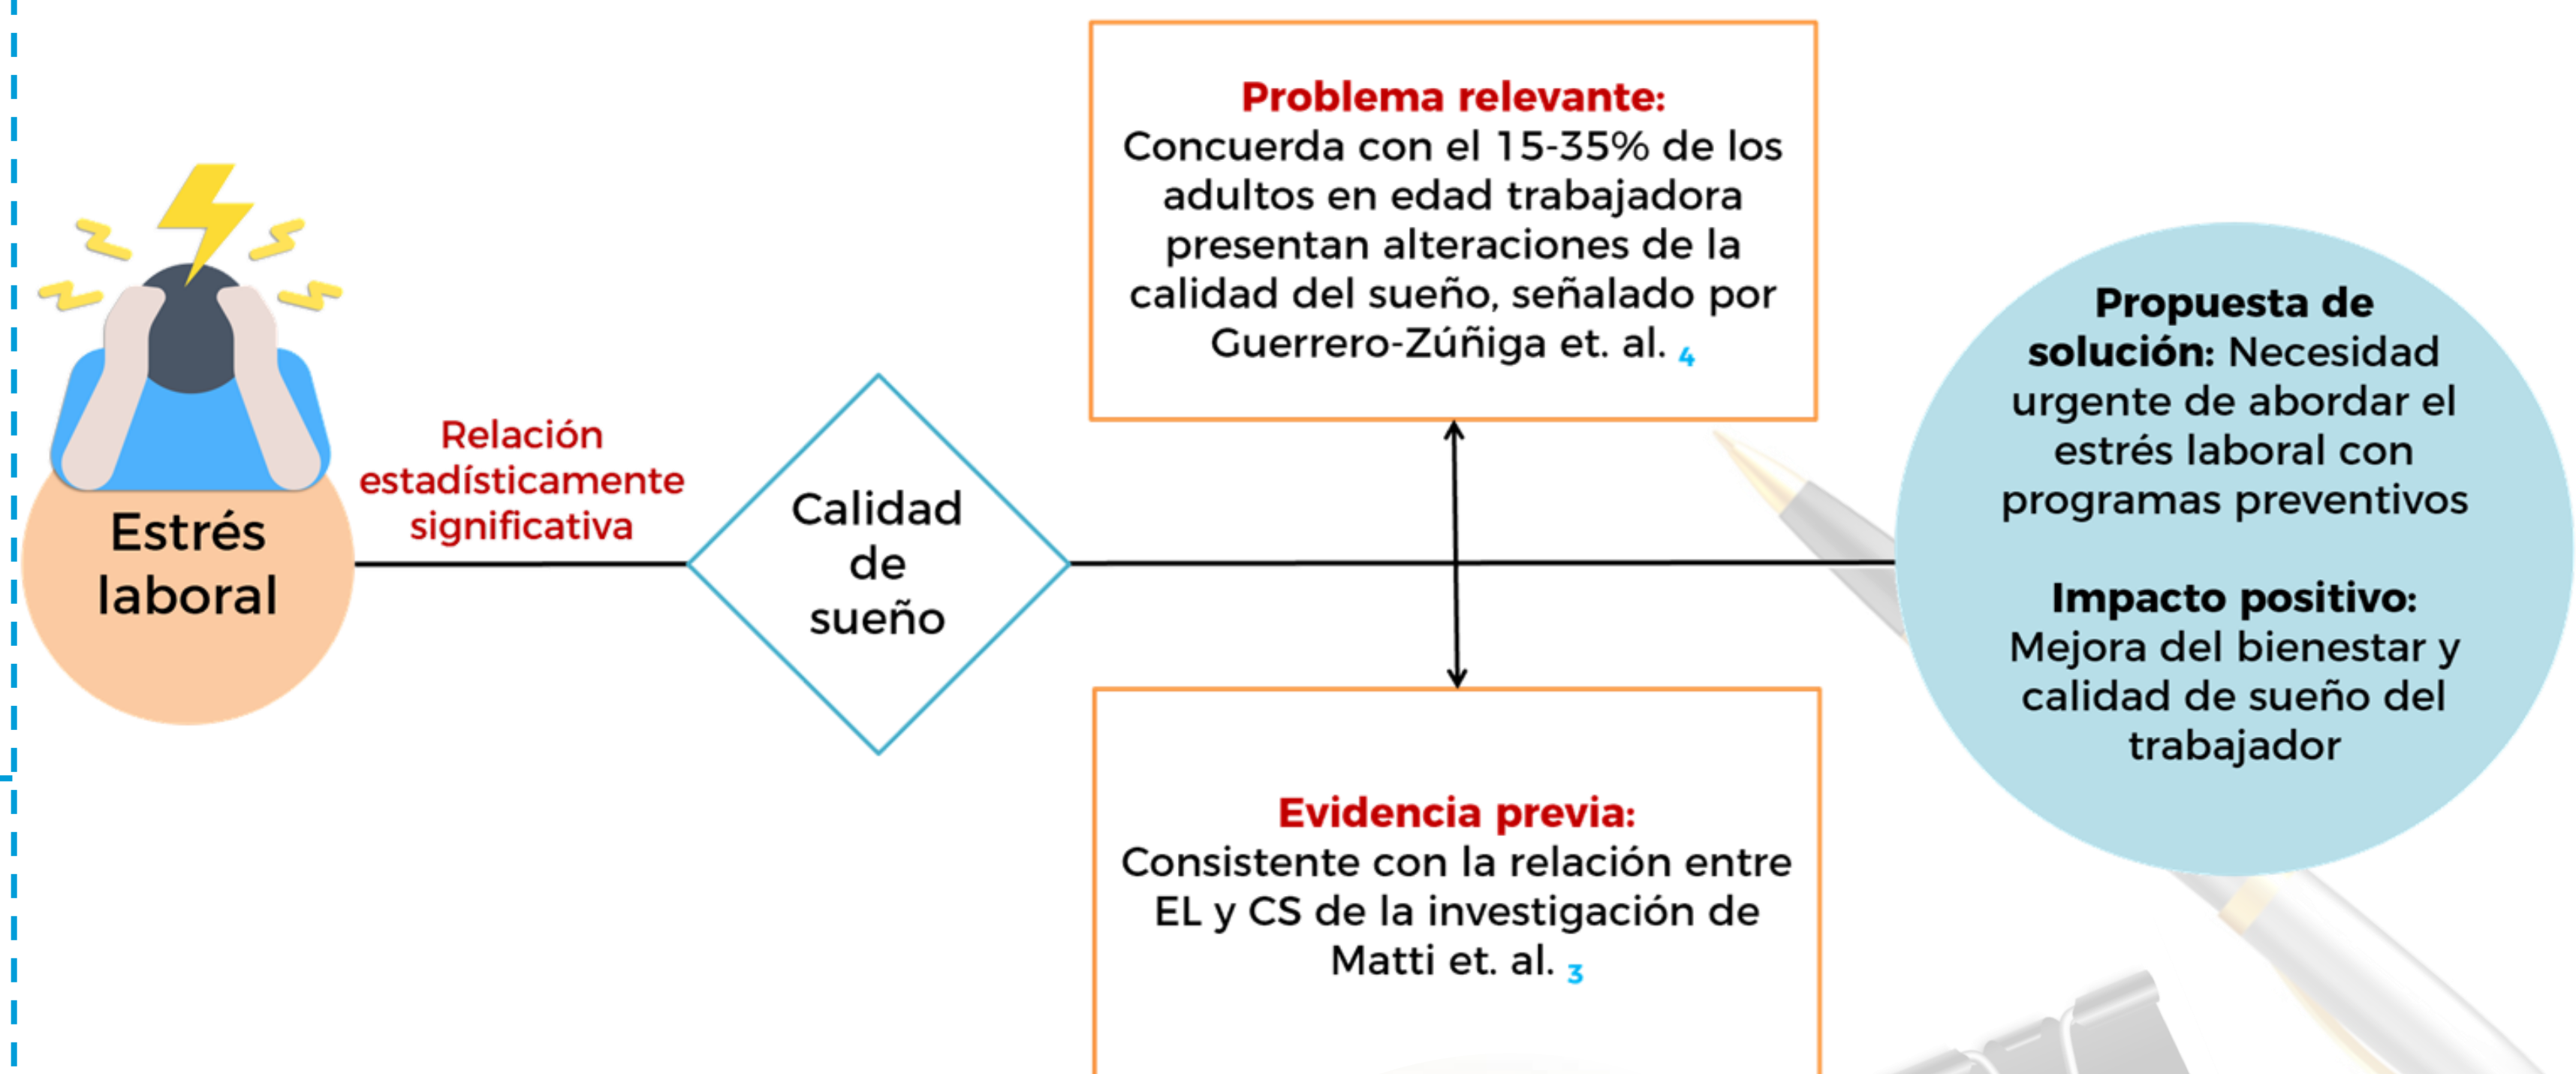 Estrés
laboral
Relación
estadísticamente
significativa
Calidad
de
sueño
Problema relevante:
Concuerda con el 15-35% de los
adultos en edad trabajadora
presentan alteraciones de la
calidad del sueño, señalado por
Guerrero-Zúñiga et. al. 4
Evidencia previa:
Consistente con la relación entre
EL y CS de la investigación de
Matti et. al. 3
Propuesta de
solución: Necesidad
urgente de abordar el
estrés laboral con
programas preventivos
Impacto positivo:
Mejora del bienestar y
calidad de sueño del
trabajador